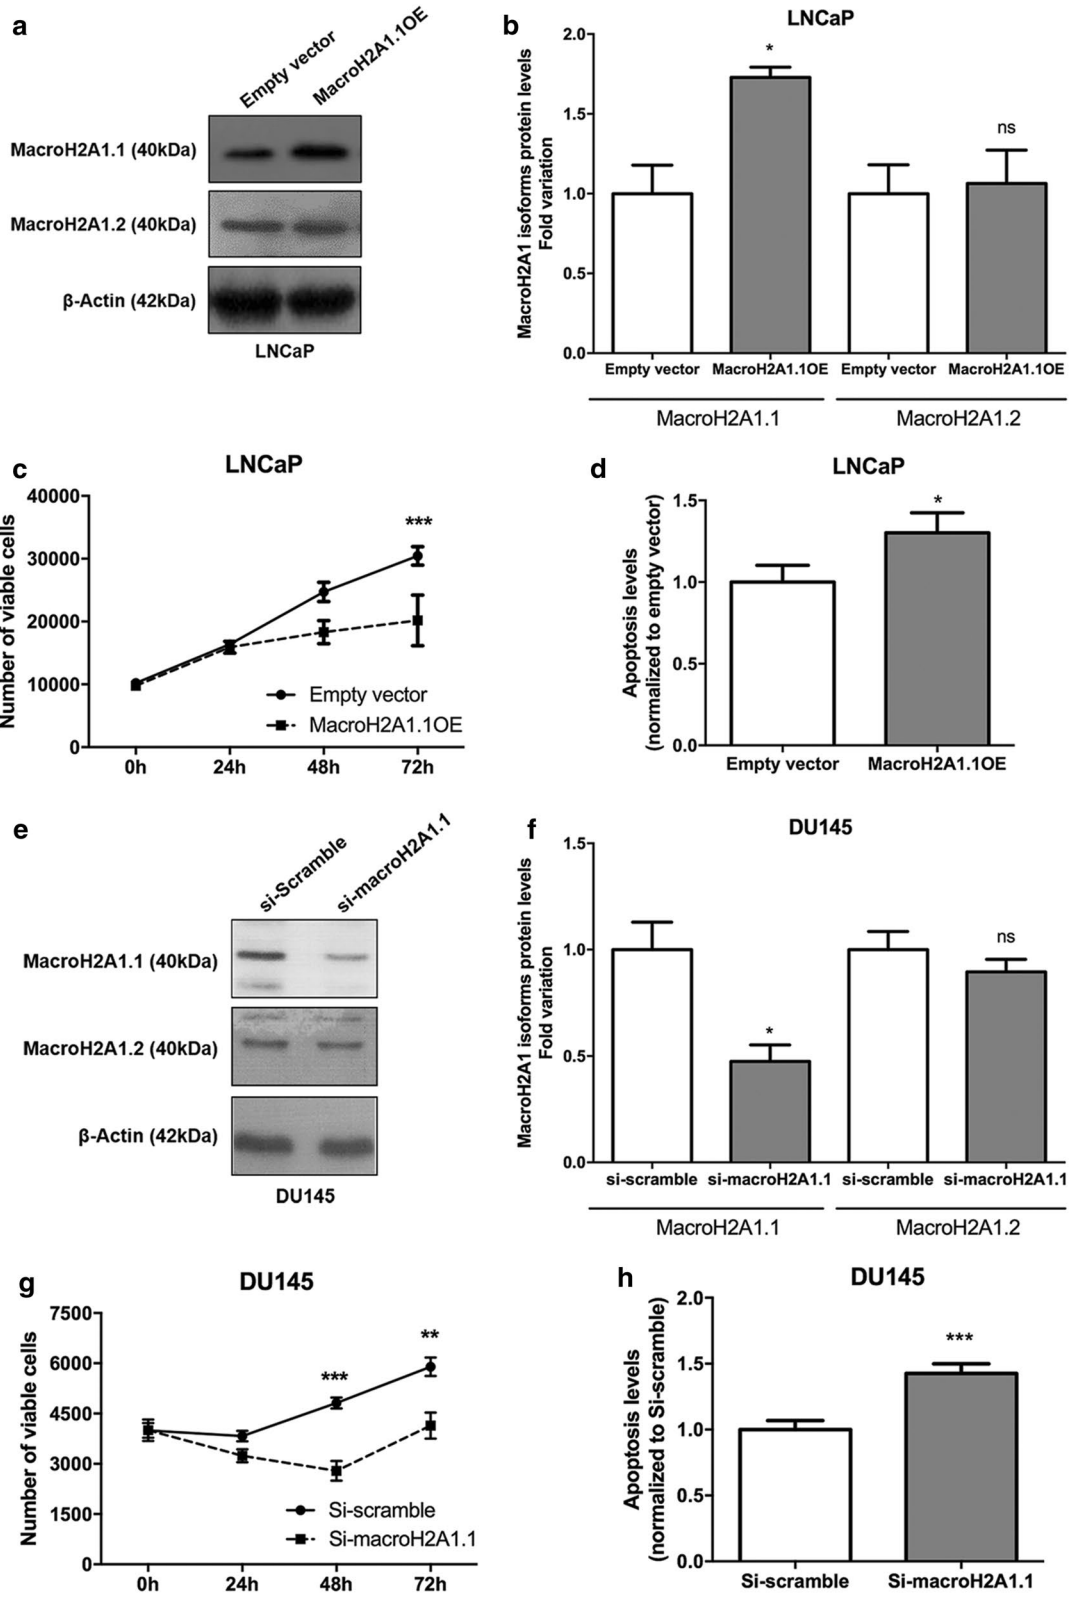 a
Empty vector
MacroH2A1.1OE
MacroH2A1.1 (40kDa)
MacroH2A1.2 (40kDa)
β-Actin (42kDa)
LNCaP
b
LNCaP
MacroH2A1 isoforms protein levels
Fold variation
2.0
1.5
1.0
0.5
0.0
*
ns
Empty vector MacroH2A1.1OE Empty vector MacroH2A1.1OE
MacroH2A1.1 MacroH2A1.2
c
LNCaP
Number of viable cells
40000
30000
20000
10000
0
***
Empty vector
MacroH2A1.1OE
0h 24h 48h 72h
d
LNCaP
Apoptosis levels
(normalized to empty vector)
1.5
1.0
0.5
0.0
*
Empty vector MacroH2A1.1OE
e
si-Scramble
si-macroH2A1.1
MacroH2A1.1 (40kDa)
MacroH2A1.2 (40kDa)
β-Actin (42kDa)
DU145
f
DU145
MacroH2A1 isoforms protein levels
Fold variation
1.5
1.0
0.5
0.0
*
ns
si-scramble si-macroH2A1.1 si-scramble si-macroH2A1.1
MacroH2A1.1 MacroH2A1.2
g
DU145
Number of viable cells
7500
6000
4500
3000
1500
0
***
**
Si-scramble
Si-macroH2A1.1
0h 24h 48h 72h
h
DU145
Apoptosis levels
(normalized to Si-scramble)
2.0
1.5
1.0
0.5
0.0
***
Si-scramble Si-macroH2A1.1